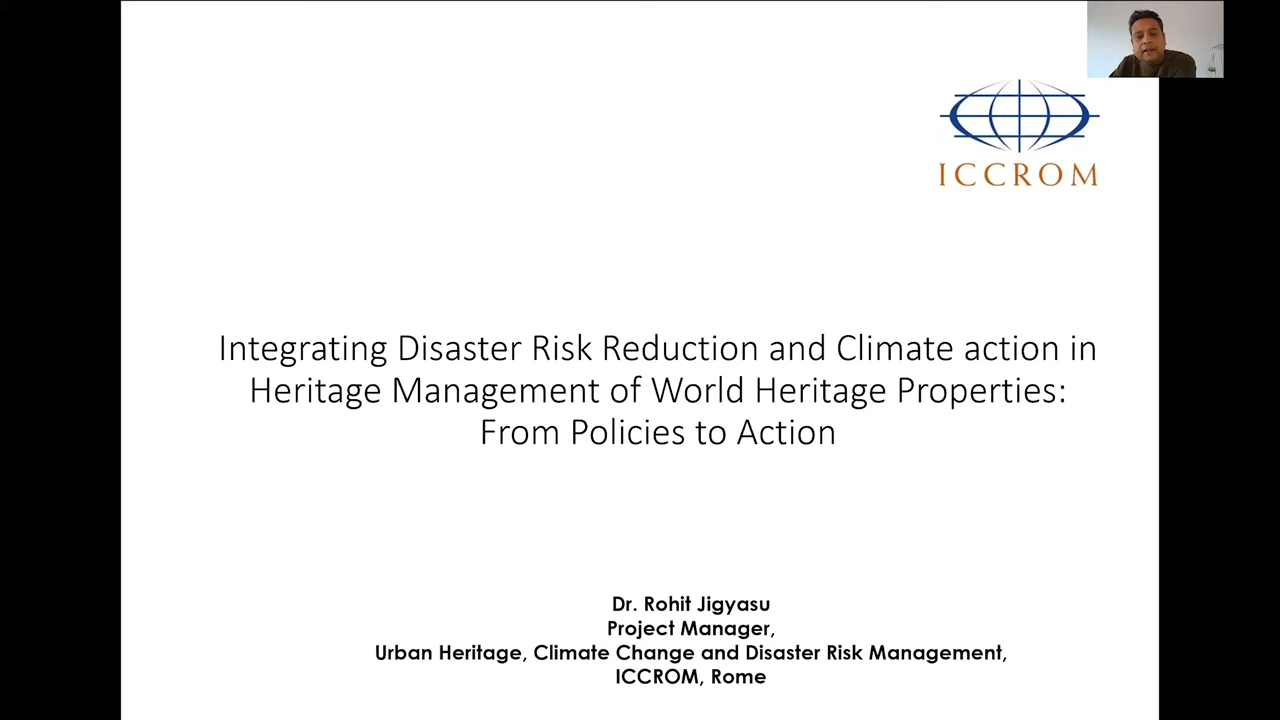 ICCROM
Integrating Disaster Risk Reduction and Climate action in
Heritage Management of World Heritage Properties:
From Policies to Action
Dr. Rohit Jigyasu
Project Manager,
Urban Heritage, Climate Change and Disaster Risk Management,
ICCROM, Rome